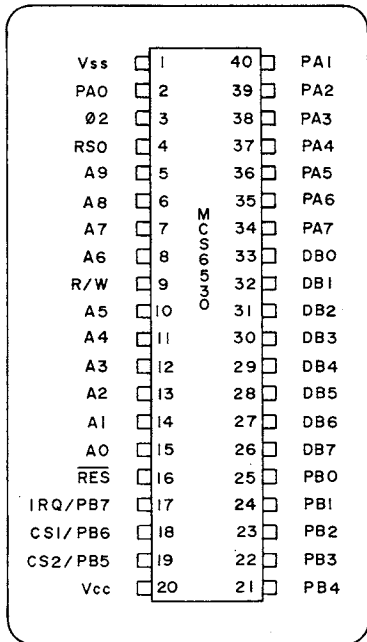 Vss 1 40 PA1
PA0 2 39 PA2
Ø2 3 38 PA3
RS0 4 37 PA4
A9 5 36 PA5
A8 6 35 PA6
A7 7 34 PA7
A6 8 33 DB0
R/W 9 32 DB1
A5 10 31 DB2
A4 11 30 DB3
A3 12 29 DB4
A2 13 28 DB5
A1 14 27 DB6
A0 15 26 DB7
RES 16 25 PB0
IRQ/PB7 17 24 PB1
CS1/PB6 18 23 PB2
CS2/PB5 19 22 PB3
Vcc 20 21 PB4
MCS6530